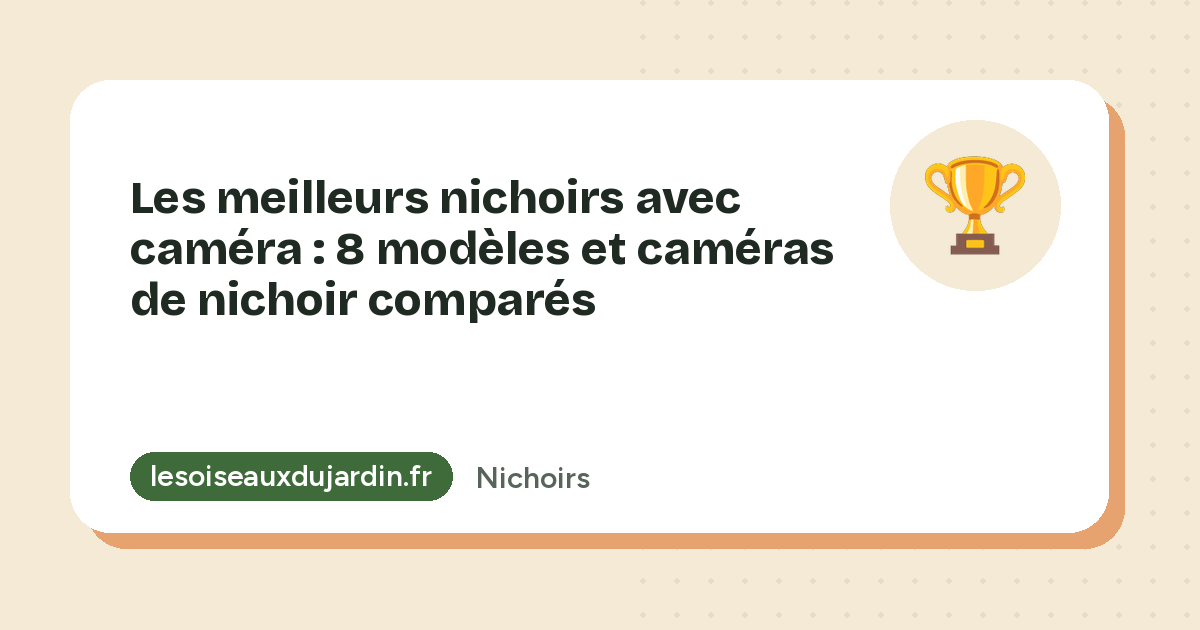 Les meilleurs nichoirs avec
caméra : 8 modèles et caméras
de nichoir comparés
lesoiseauxdujardin.fr
Nichoirs